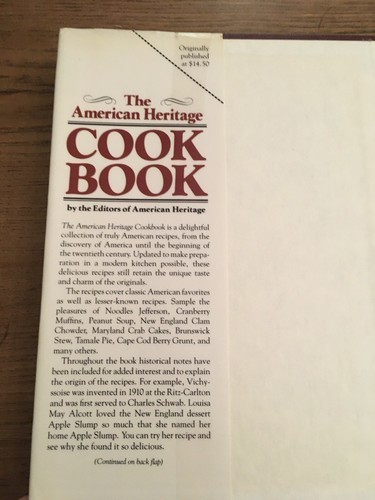 Originally
published
at $14.50
The
American Heritage
COOK
BOOK
by the Editors of American Heritage
The American Heritage Cookbook is a delightful
collection of truly American recipes, from the
discovery of America until the beginning of
the twentieth century. Updated to make prepa-
ration in a modern kitchen possible, these
delicious recipes still retain the unique taste
and charm of the originals.
The recipes cover classic American favorites
as well as lesser-known recipes. Sample the
pleasures of Noodles Jefferson, Cranberry
Muffins, Peanut Soup, New England Clam
Chowder, Maryland Crab Cakes, Brunswick
Stew, Tamale Pie, Cape Cod Berry Grunt, and
many others.
Throughout the book historical notes have
been included for added interest and to explain
the origin of the recipes. For example, Vichy-
ssoise was invented in 1910 at the Ritz-Carlton
and was first served to Charles Schwab. Louisa
May Alcott loved the New England dessert
Apple Slump so much that she named her
home Apple Slump. You can try her recipe and
see why she found it so delicious.
(Continued on back flap)